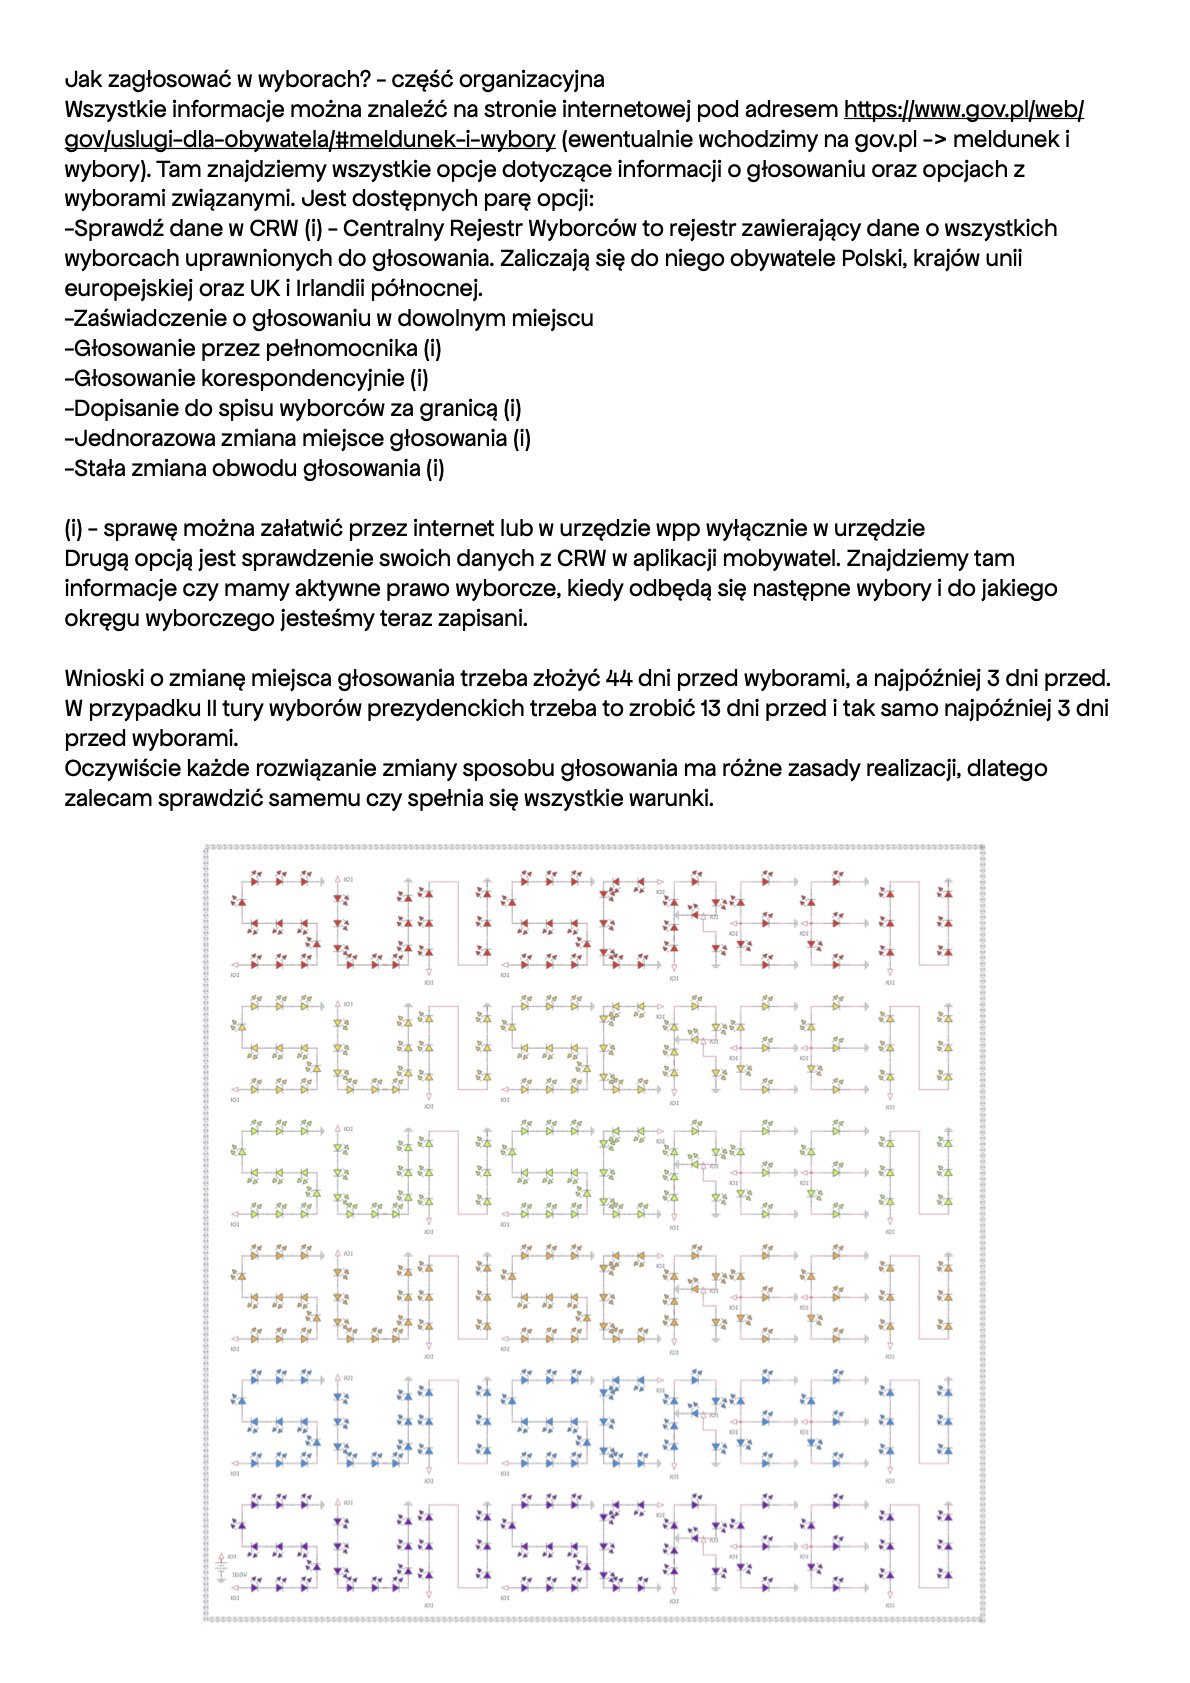 Jak zagłosować w wyborach? - część organizacyjna
Wszystkie informacje można znaleźć na stronie internetowej pod adresem https://www.gov.pl/web/
gov/uslugi-dla-obywatela/#meldunek-i-wybory (ewentualnie wchodzimy na gov.pl -> meldunek i
wybory). Tam znajdziemy wszystkie opcje dotyczące informacji o głosowaniu oraz opcjach z
wyborami związanymi. Jest dostępnych parę opcji:
-Sprawdź dane w CRW (i) - Centralny Rejestr Wyborców to rejestr zawierający dane o wszystkich
wyborcach uprawnionych do głosowania. Zaliczają się do niego obywatele Polski, krajów unii
europejskiej oraz UK i Irlandii północnej.
-Zaświadczenie o głosowaniu w dowolnym miejscu
-Głosowanie przez pełnomocnika (i)
-Głosowanie korespondencyjnie (i)
-Dopisanie do spisu wyborców za granicą (i)
-Jednorazowa zmiana miejsce głosowania (i)
-Stała zmiana obwodu głosowania (i)
(i) - sprawę można załatwić przez internet lub w urzędzie wpp wyłącznie w urzędzie
Drugą opcją jest sprawdzenie swoich danych z CRW w aplikacji mobywatel. Znajdziemy tam
informacje czy mamy aktywne prawo wyborcze, kiedy odbędą się następne wybory i do jakiego
okręgu wyborczego jesteśmy teraz zapisani.
Wnioski o zmianę miejsca głosowania trzeba złożyć 44 dni przed wyborami, a najpóźniej 3 dni przed.
W przypadku II tury wyborów prezydenckich trzeba to zrobić 13 dni przed i tak samo najpóźniej 3 dni
przed wyborami.
Oczywiście każde rozwiązanie zmiany sposobu głosowania ma różne zasady realizacji, dlatego
zalecam sprawdzić samemu czy spełnia się wszystkie warunki.
SUNSCREEN
SUNSCREEN
SUNSCREEN
SUNSCREEN
SUNSCREEN
SUNSCREEN